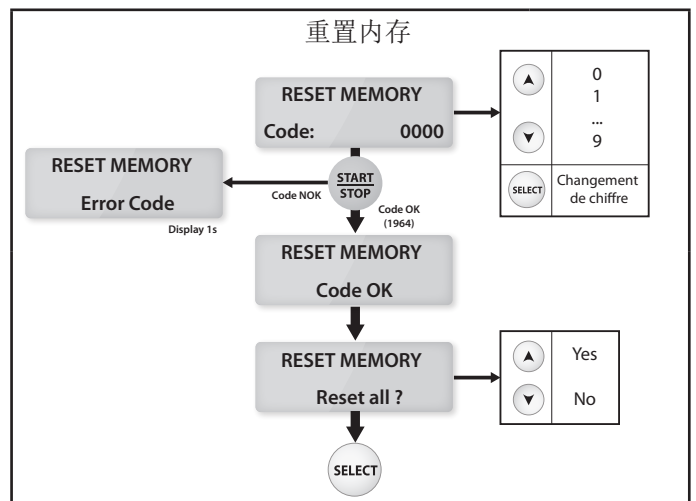 重置内存
RESET MEMORY
Code: 0000
0
1
...
9
SELECT
Changement
de chiffre
START
STOP
RESET MEMORY
Error Code
Display 1s
Code NOK
Code OK
(1964)
RESET MEMORY
Code OK
RESET MEMORY
Reset all ?
Yes
No
SELECT